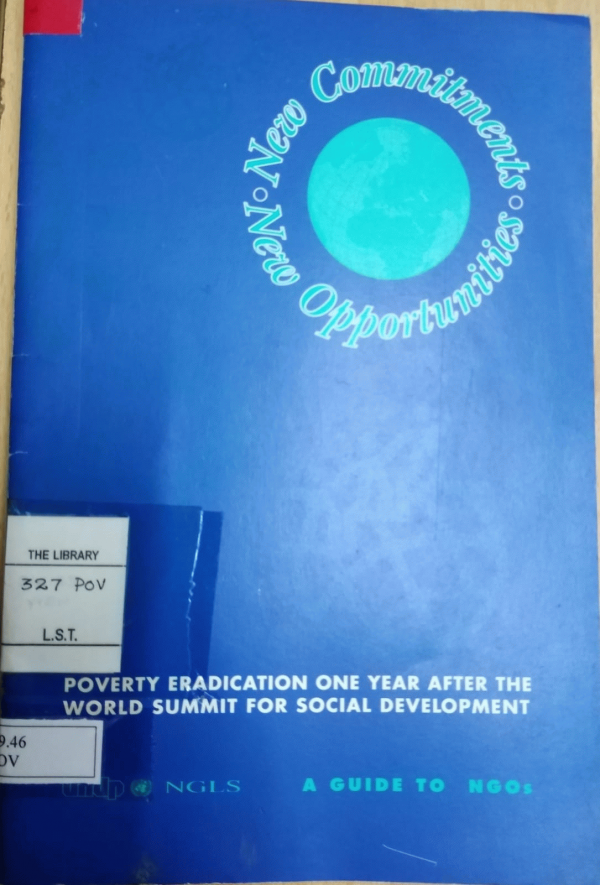 New Commitments
New Opportunities
THE LIBRARY
327 POV
L.S.T.
POVERTY ERADICATION ONE YEAR AFTER THE
WORLD SUMMIT FOR SOCIAL DEVELOPMENT
9.46
OV
undp NGLS A GUIDE TO NGOs